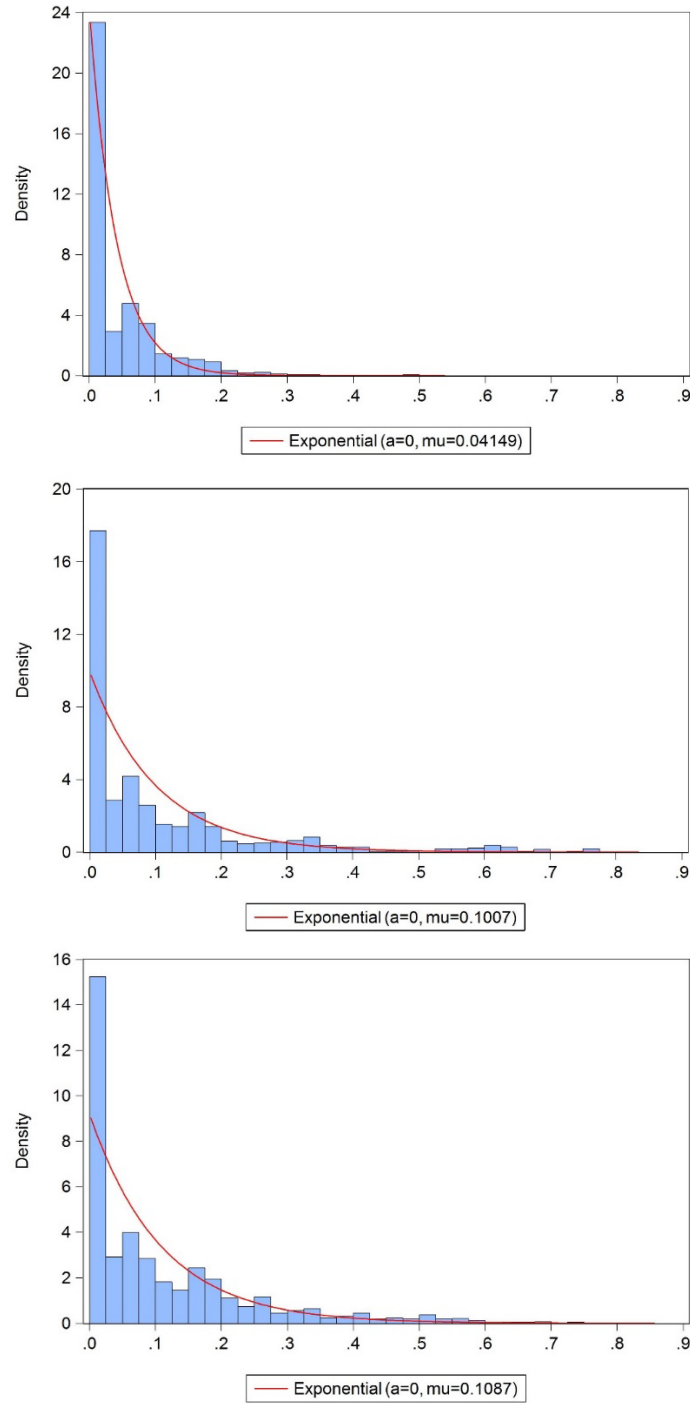 24
20
16
12
8
4
0
Density
.0 .1 .2 .3 .4 .5 .6 .7 .8 .9
Exponential (a=0, mu=0.04149)
20
16
12
8
4
0
Density
.0 .1 .2 .3 .4 .5 .6 .7 .8 .9
Exponential (a=0, mu=0.1007)
16
14
12
10
8
6
4
2
0
Density
.0 .1 .2 .3 .4 .5 .6 .7 .8 .9
Exponential (a=0, mu=0.1087)